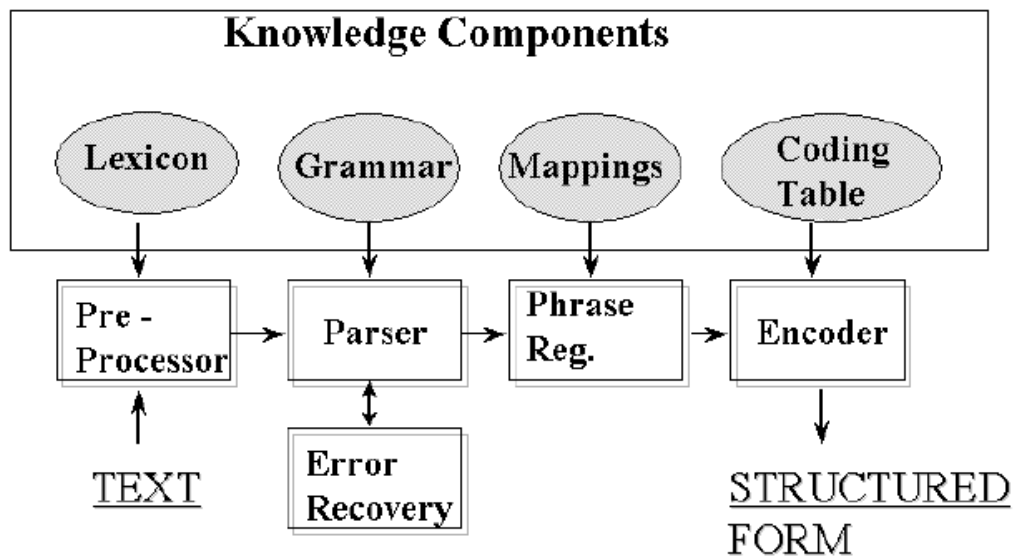 Knowledge Components
Lexicon
Grammar
Mappings
Coding
Table
Pre -
Processor
Parser
Phrase
Reg.
Encoder
Error
Recovery
TEXT
STRUCTURED
FORM